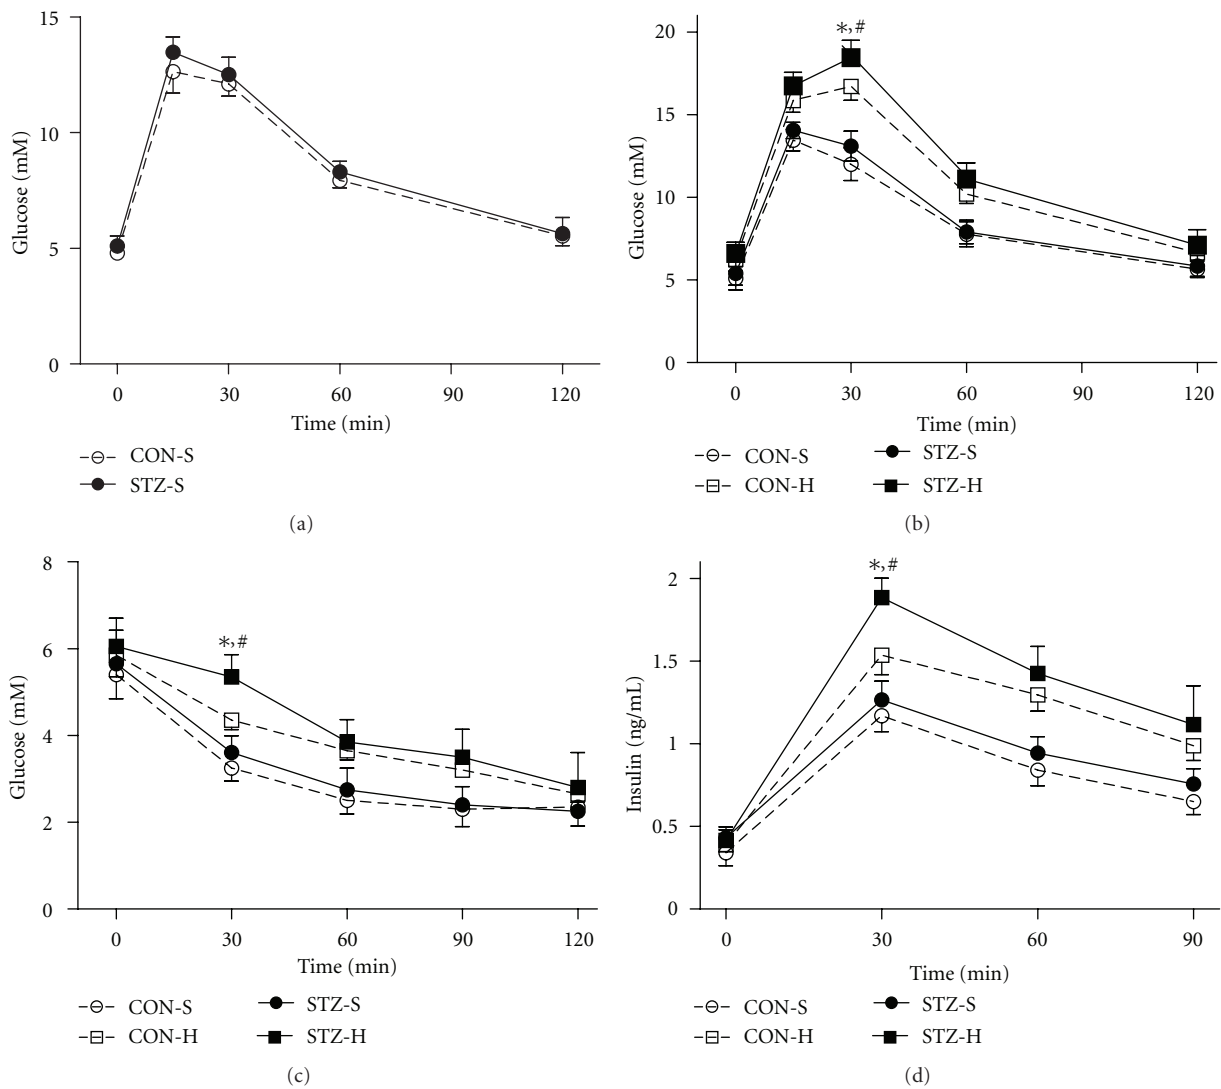 15
10
5
0
Glucose (mM)
0 30 60 90 120
Time (min)
CON-S
STZ-S
(a)
*,#
20
15
10
5
0
Glucose (mM)
0 30 60 90 120
Time (min)
CON-S STZ-S
CON-H STZ-H
(b)
8
6
4
2
0
*,#
Glucose (mM)
0 30 60 90 120
Time (min)
CON-S STZ-S
CON-H STZ-H
(c)
*,#
2
1.5
1
0.5
0
Insulin (ng/mL)
0 30 60 90
Time (min)
CON-S STZ-S
CON-H STZ-H
(d)